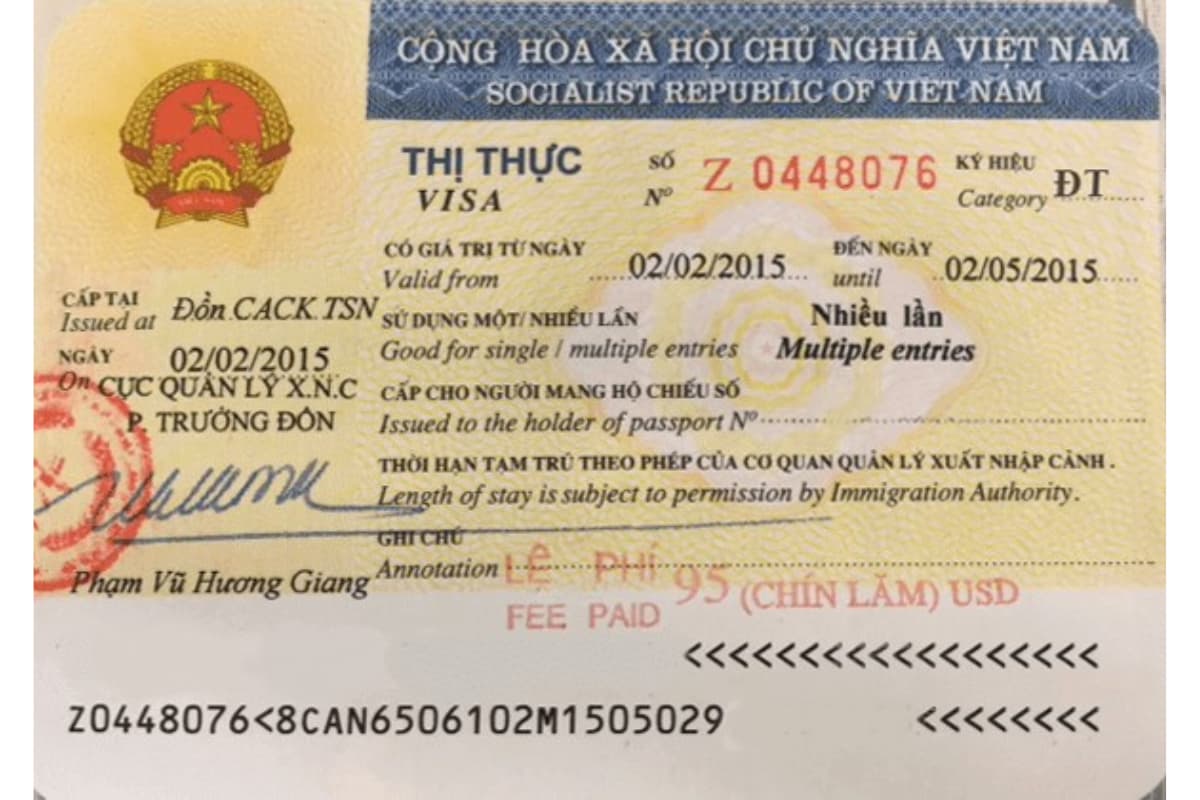 CỘNG HÒA XÃ HỘI CHỦ NGHĨA VIỆT NAM
SOCIALIST REPUBLIC OF VIET NAM
THỊ THỰC
VISA
SỐ Z 0448076
Nº
KÝ HIỆU
Category ĐT
CÓ GIÁ TRỊ TỪ NGÀY
Valid from 02/02/2015
ĐẾN NGÀY
until 02/05/2015
CẤP TẠI
Issued at Đồn CACK.TSN
SỬ DỤNG MỘT/ NHIỀU LẦN Nhiều lần
Good for single / multiple entries Multiple entries
NGÀY 02/02/2015
On CỤC QUẢN LÝ X.N.C
P. TRƯỞNG ĐỒN
CẤP CHO NGƯỜI MANG HỘ CHIẾU SỐ
Issued to the holder of passport Nº
THỜI HẠN TẠM TRÚ THEO PHÉP CỦA CƠ QUAN QUẢN LÝ XUẤT NHẬP CẢNH .
Length of stay is subject to permission by Immigration Authority.
GHI CHÚ
Annotation
Phạm Vũ Hương Giang
LỆ PHÍ 95 (CHÍN LĂM) USD
FEE PAID
<<<<<<<<<<<<<<<<<<<
Z0448076<8CAN6506102M1505029 <<<<<<<<